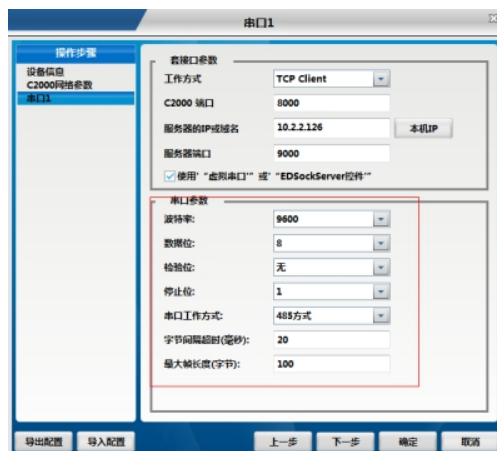 串口1
操作步骤
设备信息
C2000网络参数
串口1
套接口参数
工作方式 TCP Client
C2000 端口 8000
服务器的IP或域名 10.2.2.126 本机IP
服务器端口 9000
使用' "虚拟串口'" 或' "EDSockServer控件'"
串口参数
波特率: 9600
数据位: 8
检验位: 无
停止位: 1
串口工作方式: 485方式
字节间隔超时(毫秒): 20
最大帧长度(字节): 100
导出配置 导入配置 上一步 下一步 确定 取消